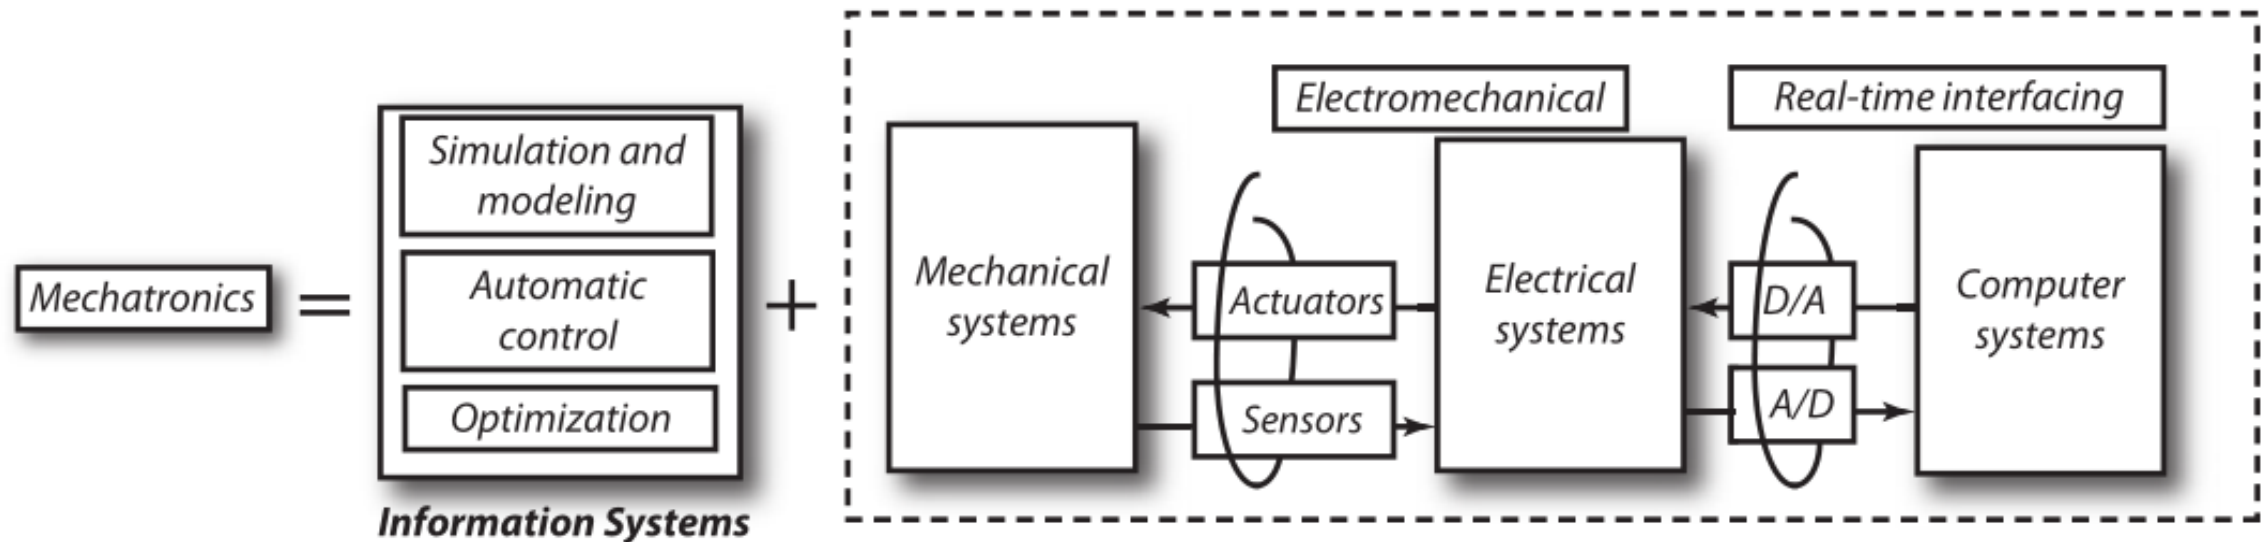 Mechatronics
=
Simulation and
modeling
Automatic
control
Optimization
Information Systems
+
Mechanical
systems
Electromechanical
Actuators
Sensors
Electrical
systems
Real-time interfacing
D/A
A/D
Computer
systems